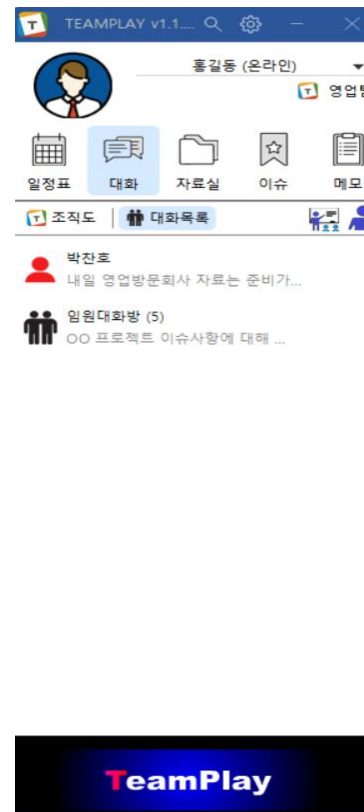 T TEAMPLAY v1.1....
홍길동 (온라인)
T 영업팀
일정표 대화 자료실 이슈 메모
T 조직도 대화목록
박찬호
내일 영업방문회사 자료는 준비가...
임원대화방 (5)
OO 프로젝트 이슈사항에 대해 ...
TeamPlay